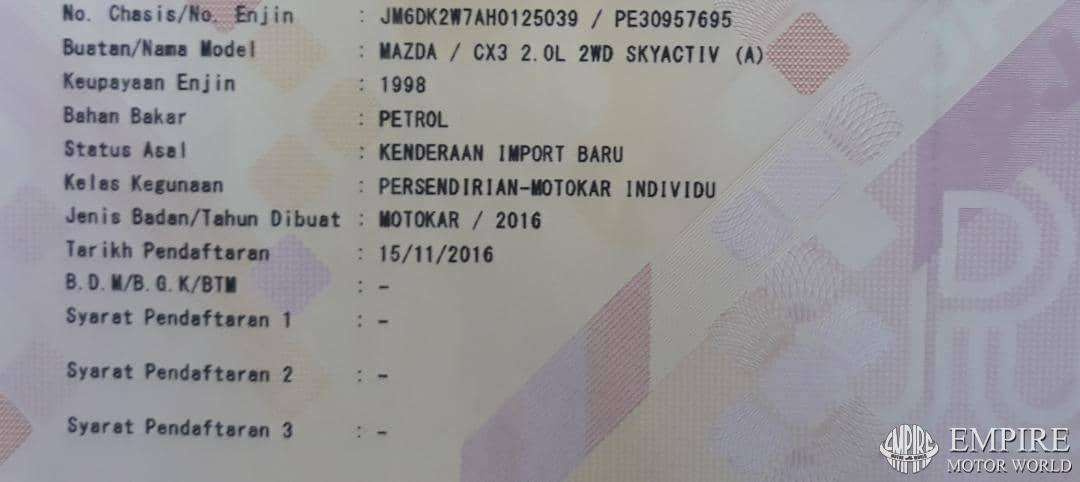 No. Chasis/No. Enjin : JM6DK2W7AH0125039 / PE30957695
Buatan/Nama Model : MAZDA / CX3 2.0L 2WD SKYACTIV (A)
Keupayaan Enjin : 1998
Bahan Bakar : PETROL
Status Asal : KENDERAAN IMPORT BARU
Kelas Kegunaan : PERSENDIRIAN-MOTOKAR INDIVIDU
Jenis Badan/Tahun Dibuat : MOTOKAR / 2016
Tarikh Pendaftaran : 15/11/2016
B.D.M/B.G.K/BTM : -
Syarat Pendaftaran 1 : -
Syarat Pendaftaran 2 : -
Syarat Pendaftaran 3 : -
EMPIRE
MOTOR WORLD